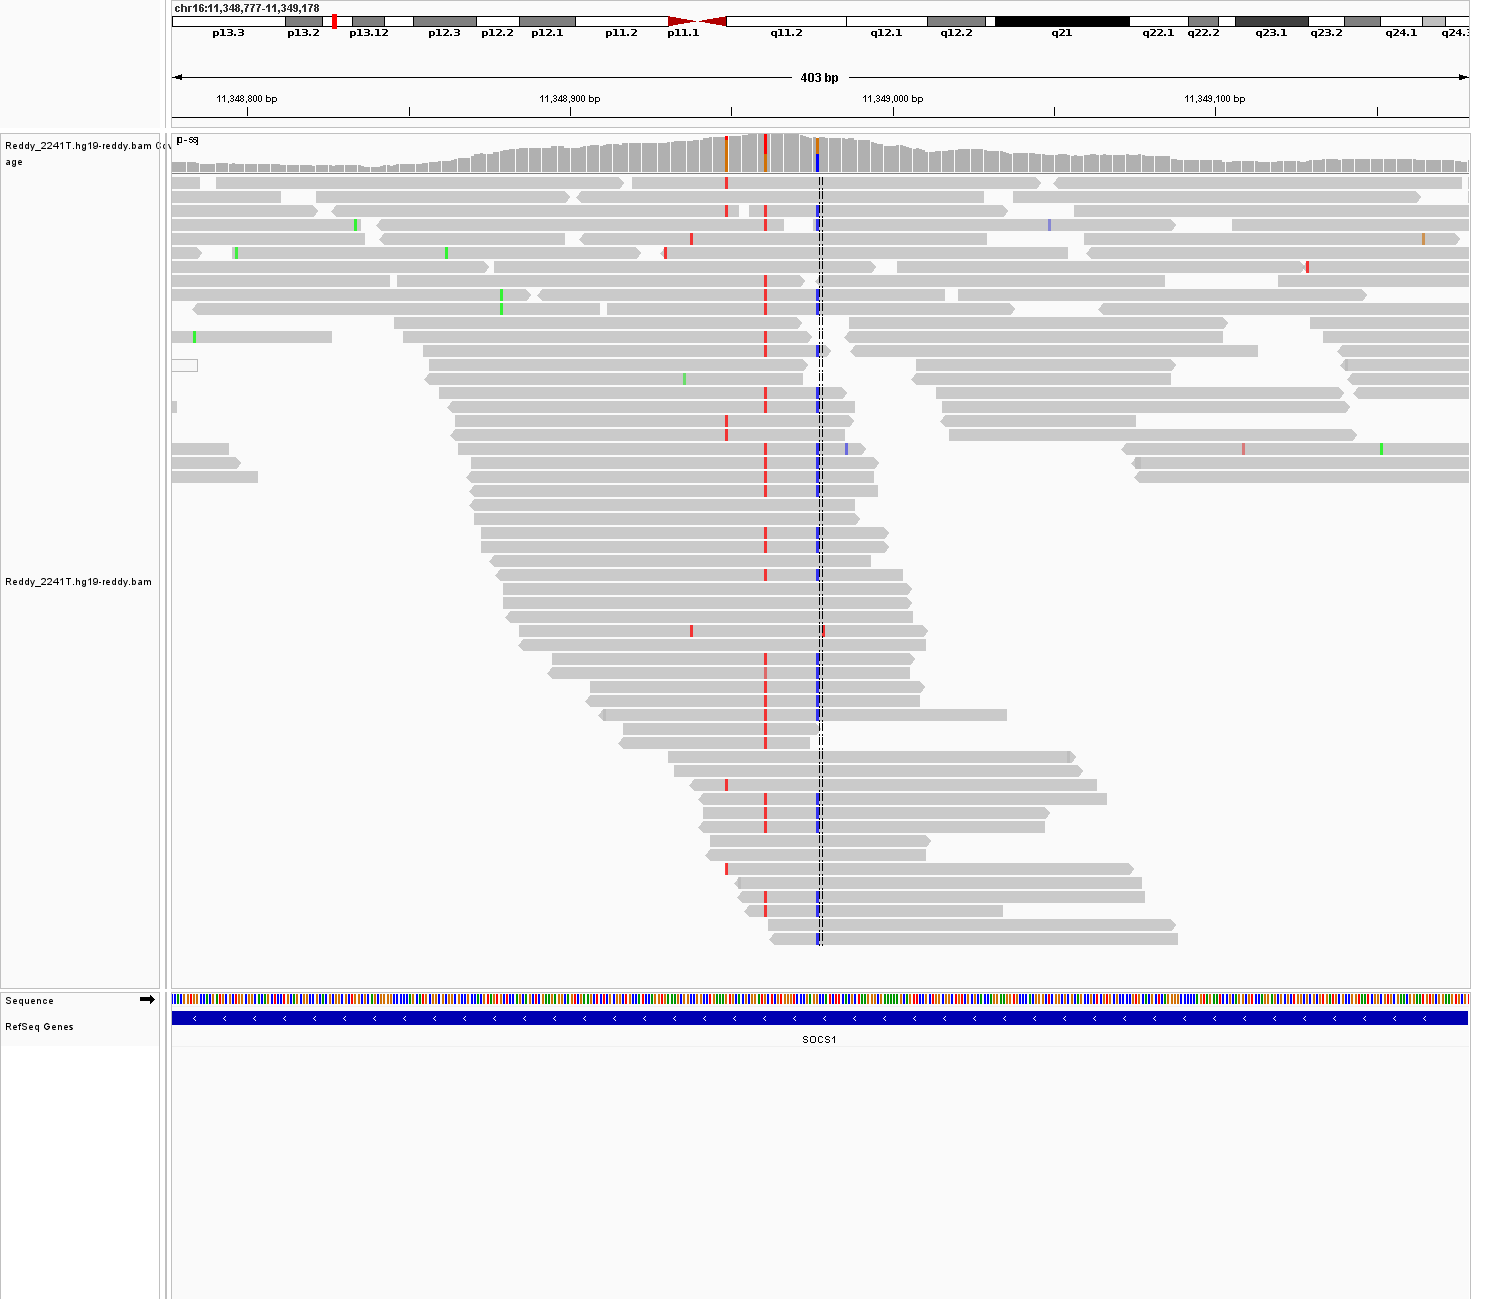 chr16:11,348,777-11,349,178
p13.3 p13.2 p13.12 p12.3 p12.2 p12.1 p11.2 p11.1 q11.2 q12.1 q12.2 q21 q22.1 q22.2 q23.1 q23.2 q24.1 q24.3
403 bp
11,348,800 bp 11,348,900 bp 11,349,000 bp 11,349,100 bp
Reddy_2241T.hg19-reddy.bam Cov
age
Reddy_2241T.hg19-reddy.bam
Sequence
RefSeq Genes
SOCS1